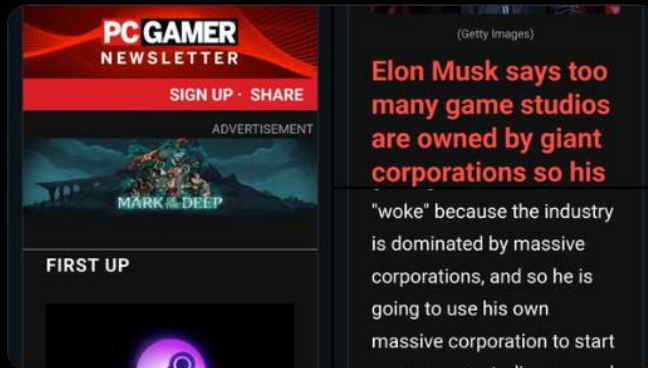 PC GAMER
NEWSLETTER
SIGN UP · SHARE
ADVERTISEMENT
MARK OF THE DEEP
FIRST UP
(Getty Images)
Elon Musk says too
many game studios
are owned by giant
corporations so his
"woke" because the industry
is dominated by massive
corporations, and so he is
going to use his own
massive corporation to start